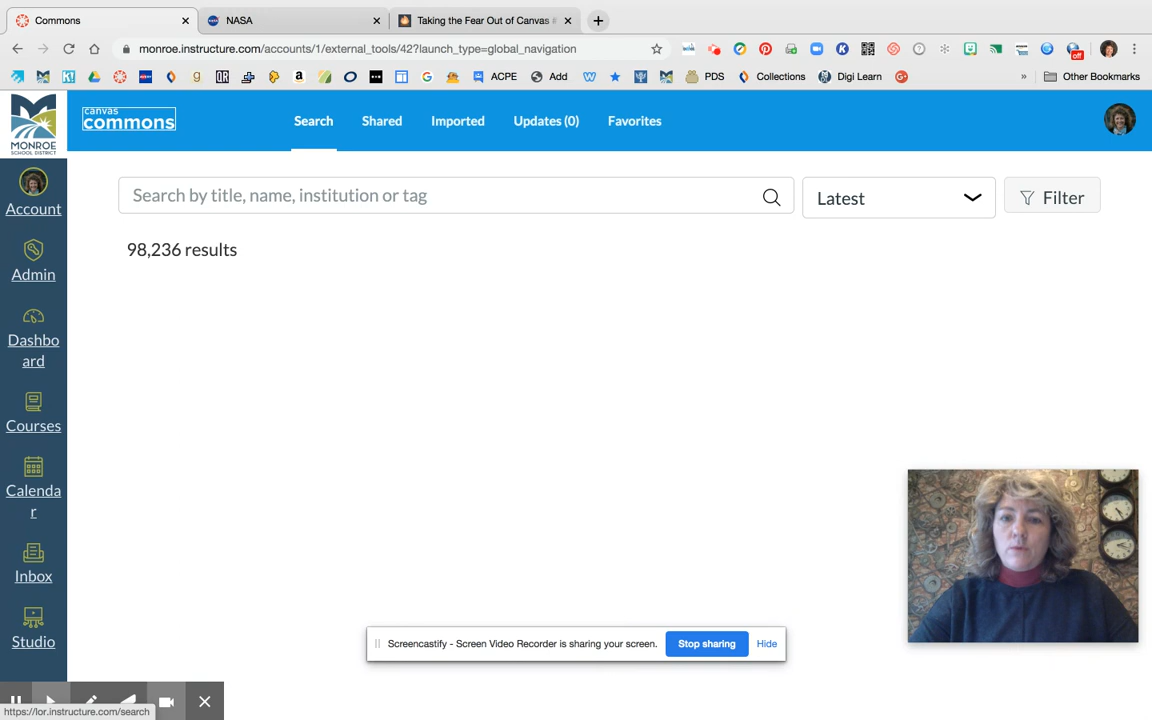 Commons
NASA
Taking the Fear Out of Canvas
monroe.instructure.com/accounts/1/external_tools/42?launch_type=global_navigation
off
ACPE
Add
PDS
Collections
Digi Learn
»
Other Bookmarks
MONROE
SCHOOL DISTRICT
canvas
commons
Search
Shared
Imported
Updates (0)
Favorites
Search by title, name, institution or tag
Latest
Filter
98,236 results
Account
Admin
Dashbo
ard
Courses
Calenda
r
Inbox
Studio
Screencastify - Screen Video Recorder is sharing your screen.
Stop sharing
Hide
https://lor.instructure.com/search